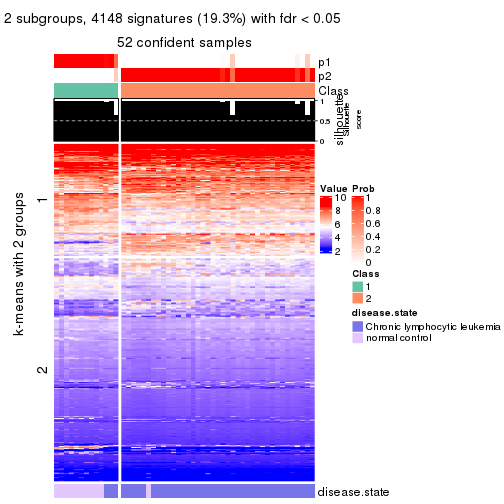 2 subgroups, 4148 signatures (19.3%) with fdr < 0.05
52 confident samples
p1
p2
Class
silhouette
Silhouette
score
1
0.5
0
k-means with 2 groups
1
2
disease.state
Value
10
8
6
4
2
Prob
1
0.8
0.6
0.4
0.2
0
Class
1
2
disease.state
Chronic lymphocytic leukemia
normal control